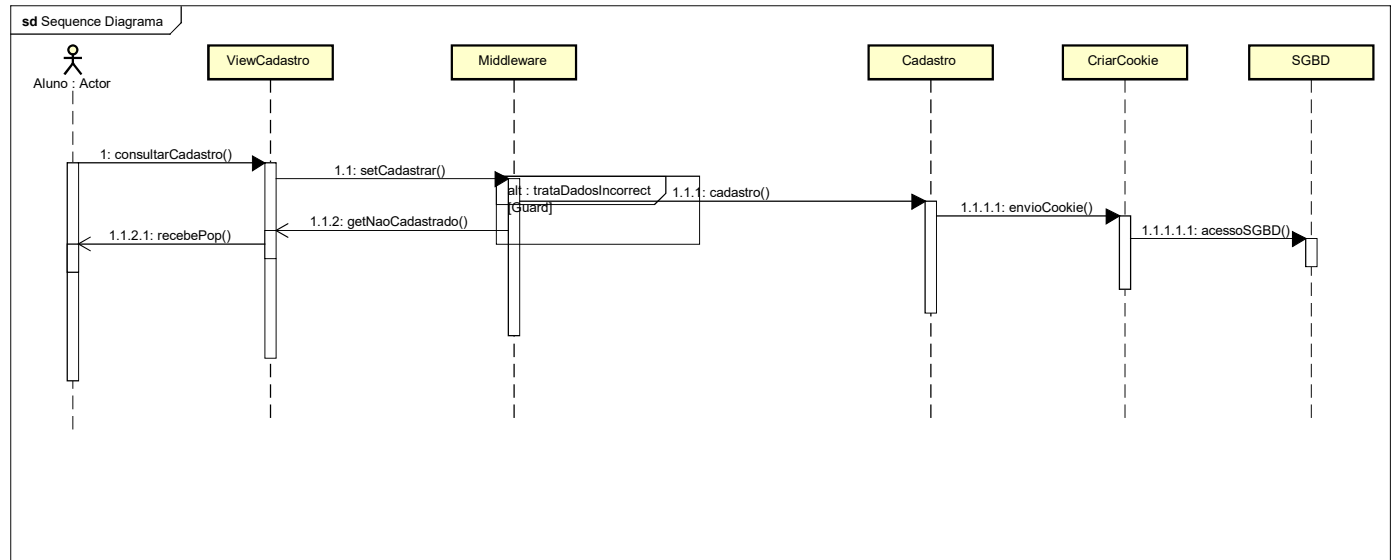 sd Sequence Diagrama
Aluno : Actor
ViewCadastro
Middleware
Cadastro
CriarCookie
SGBD
1: consultarCadastro()
1.1: setCadastrar()
alt : trataDadosIncorrect
[Guard]
1.1.1: cadastro()
1.1.1.1: envioCookie()
1.1.1.1.1: acessoSGBD()
1.1.2: getNaoCadastrado()
1.1.2.1: recebePop()